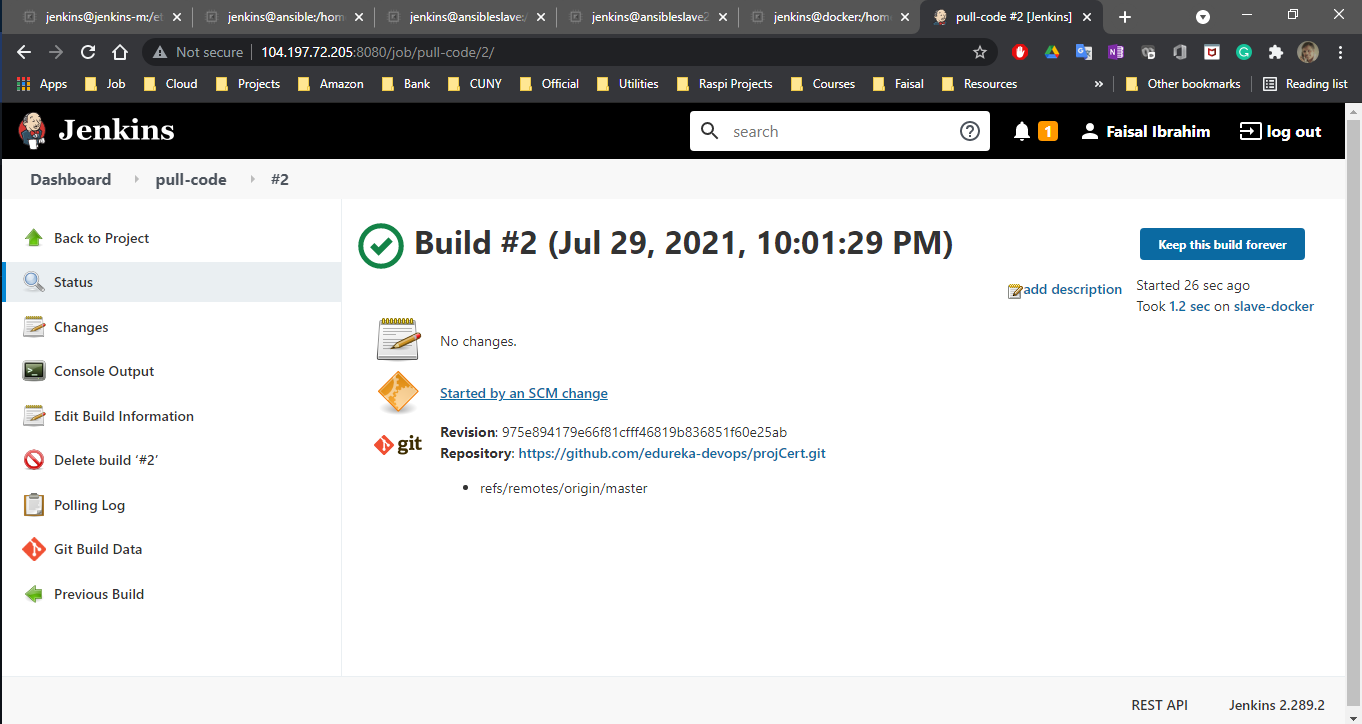 jenkins@jenkins-m:/et
jenkins@ansible:/hom
jenkins@ansibleslave:/
jenkins@ansibleslave2
jenkins@docker:/hom
pull-code #2 [Jenkins]
Not secure | 104.197.72.205:8080/job/pull-code/2/
Apps Job Cloud Projects Amazon Bank CUNY Official Utilities Raspi Projects Courses Faisal Resources » Other bookmarks Reading list
Jenkins search 1 Faisal Ibrahim log out
Dashboard pull-code #2
Back to Project
Status
Changes
Console Output
Edit Build Information
Delete build ‘#2’
Polling Log
Git Build Data
Previous Build
Build #2 (Jul 29, 2021, 10:01:29 PM)
Keep this build forever
add description
Started 26 sec ago
Took 1.2 sec on slave-docker
No changes.
Started by an SCM change
git
Revision: 975e894179e66f81cfff46819b836851f60e25ab
Repository: https://github.com/edureka-devops/projCert.git
• refs/remotes/origin/master
REST API Jenkins 2.289.2